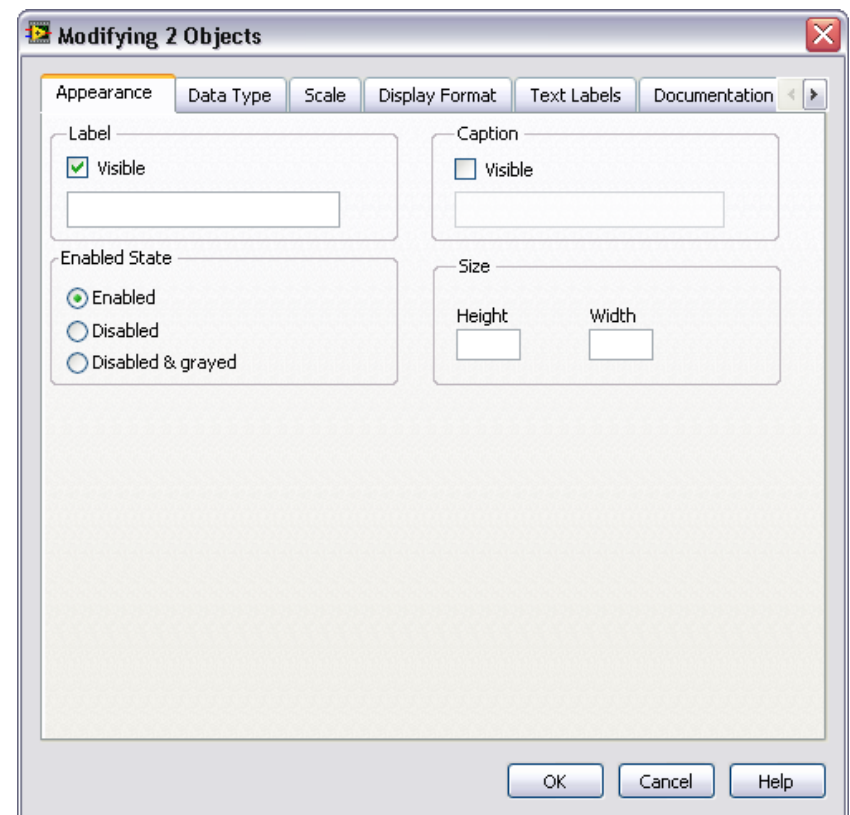 Modifying 2 Objects
Appearance Data Type Scale Display Format Text Labels Documentation
Label
Visible
Caption
Visible
Enabled State
Enabled
Disabled
Disabled & grayed
Size
Height Width
OK Cancel Help